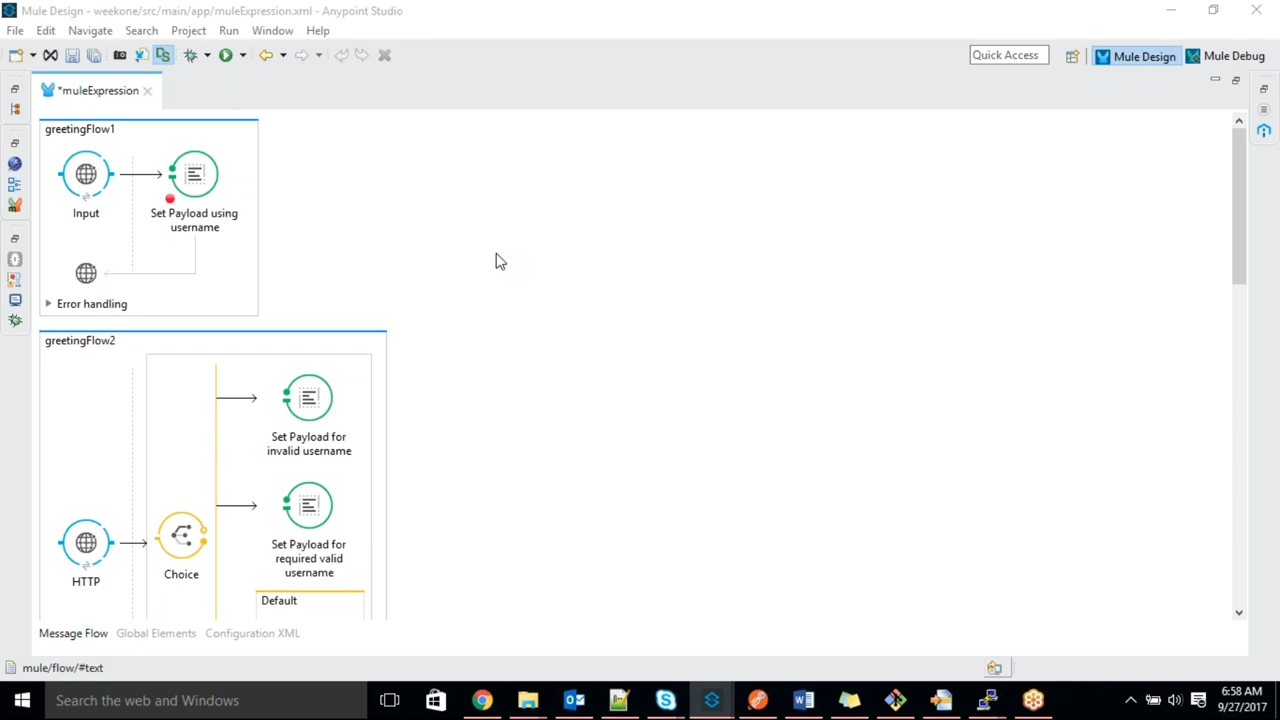 Mule Design - weekone/src/main/app/muleExpression.xml - Anypoint Studio
File Edit Navigate Search Project Run Window Help
Quick Access
Mule Design
Mule Debug
*muleExpression
greetingFlow1
Input
Set Payload using
username
Error handling
greetingFlow2
Set Payload for
invalid username
Set Payload for
required valid
username
HTTP
Choice
Default
Message Flow Global Elements Configuration XML
mule/flow/#text
Search the web and Windows
6:58 AM
9/27/2017